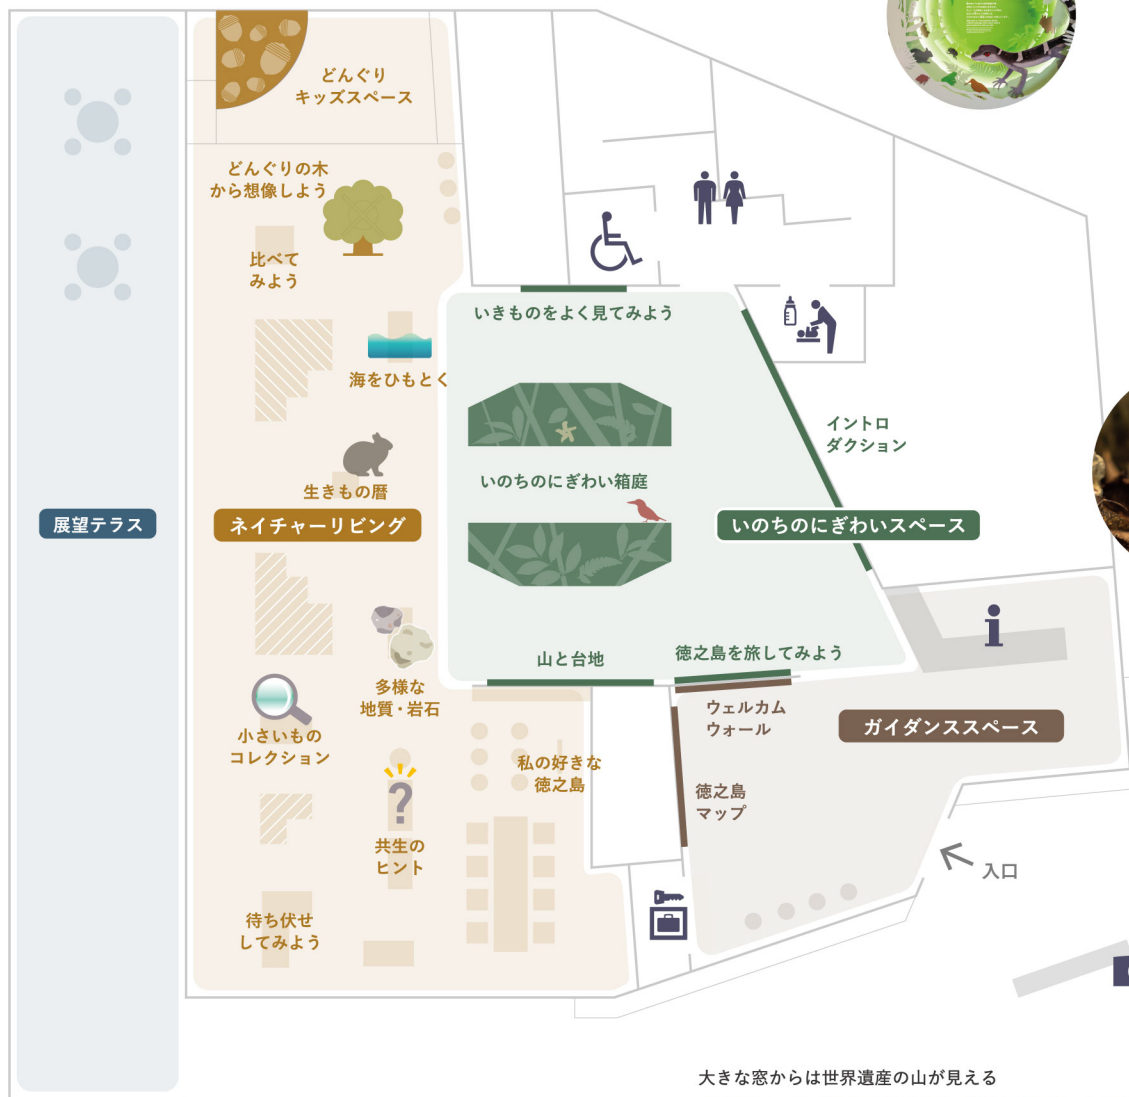 どんぐり
キッズスペース
どんぐりの木
から想像しよう
比べて
みよう
いきものをよく見てみよう
海をひもとく
イントロ
ダクション
いのちのにぎわい箱庭
生きもの暦
展望テラス
ネイチャーリビング
いのちのにぎわいスペース
山と台地
徳之島を旅してみよう
多様な
地質・岩石
ウェルカム
ウォール
ガイダンススペース
小さいもの
コレクション
私の好きな
徳之島
徳之島
マップ
共生の
ヒント
入口
待ち伏せ
してみよう
大きな窓からは世界遺産の山が見える